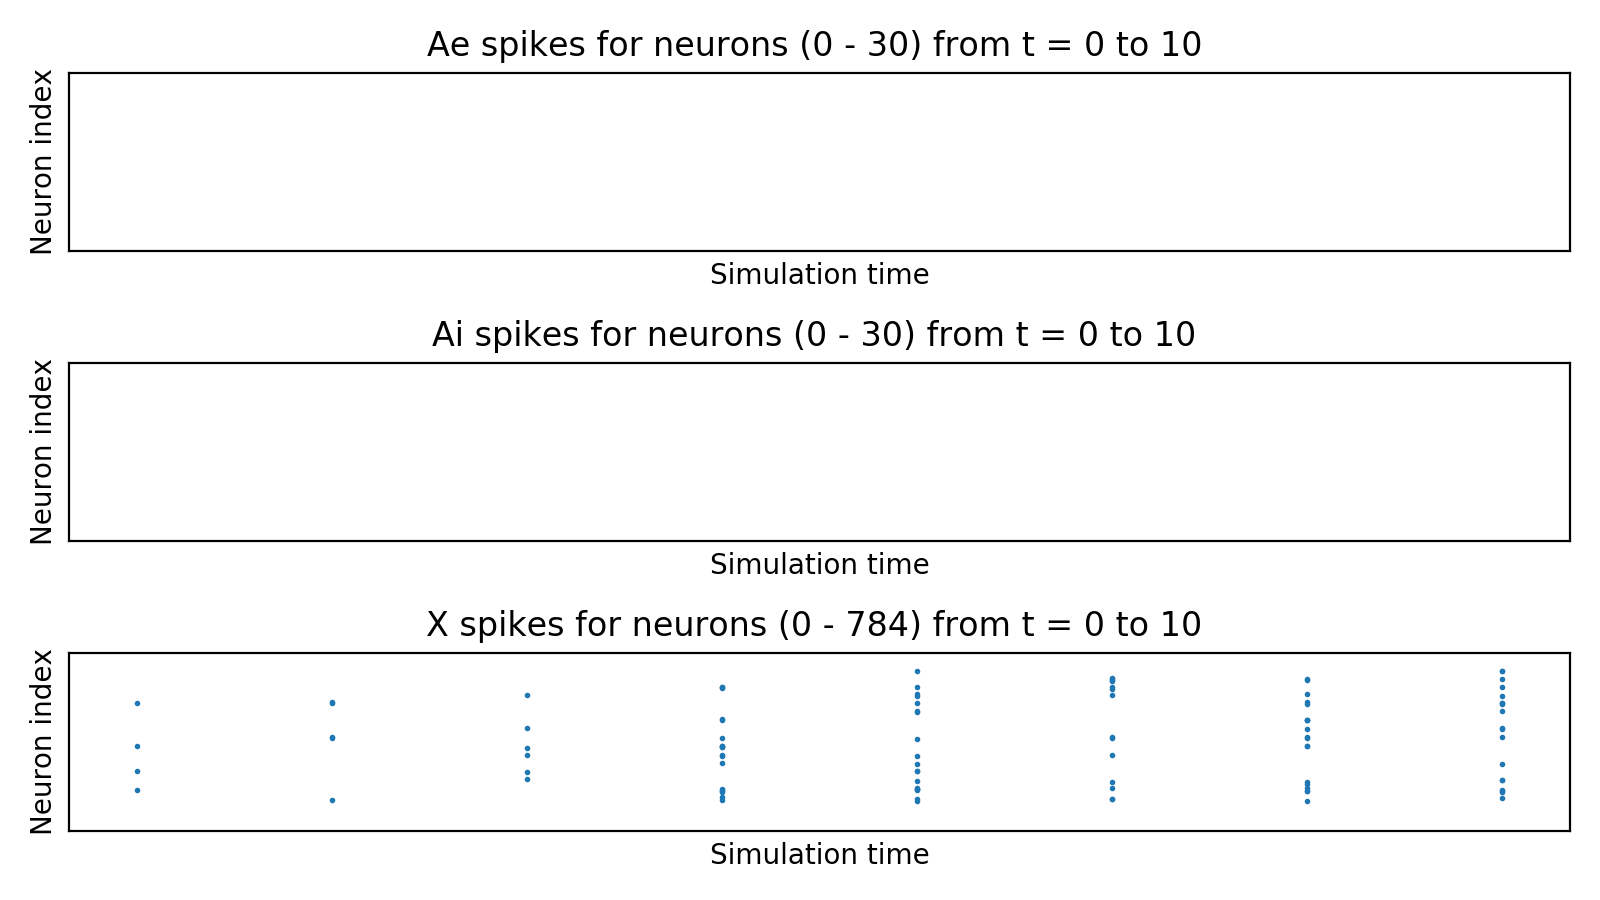 Ae spikes for neurons (0 - 30) from t = 0 to 10
Neuron index
Simulation time
Ai spikes for neurons (0 - 30) from t = 0 to 10
Neuron index
Simulation time
X spikes for neurons (0 - 784) from t = 0 to 10
Neuron index
Simulation time